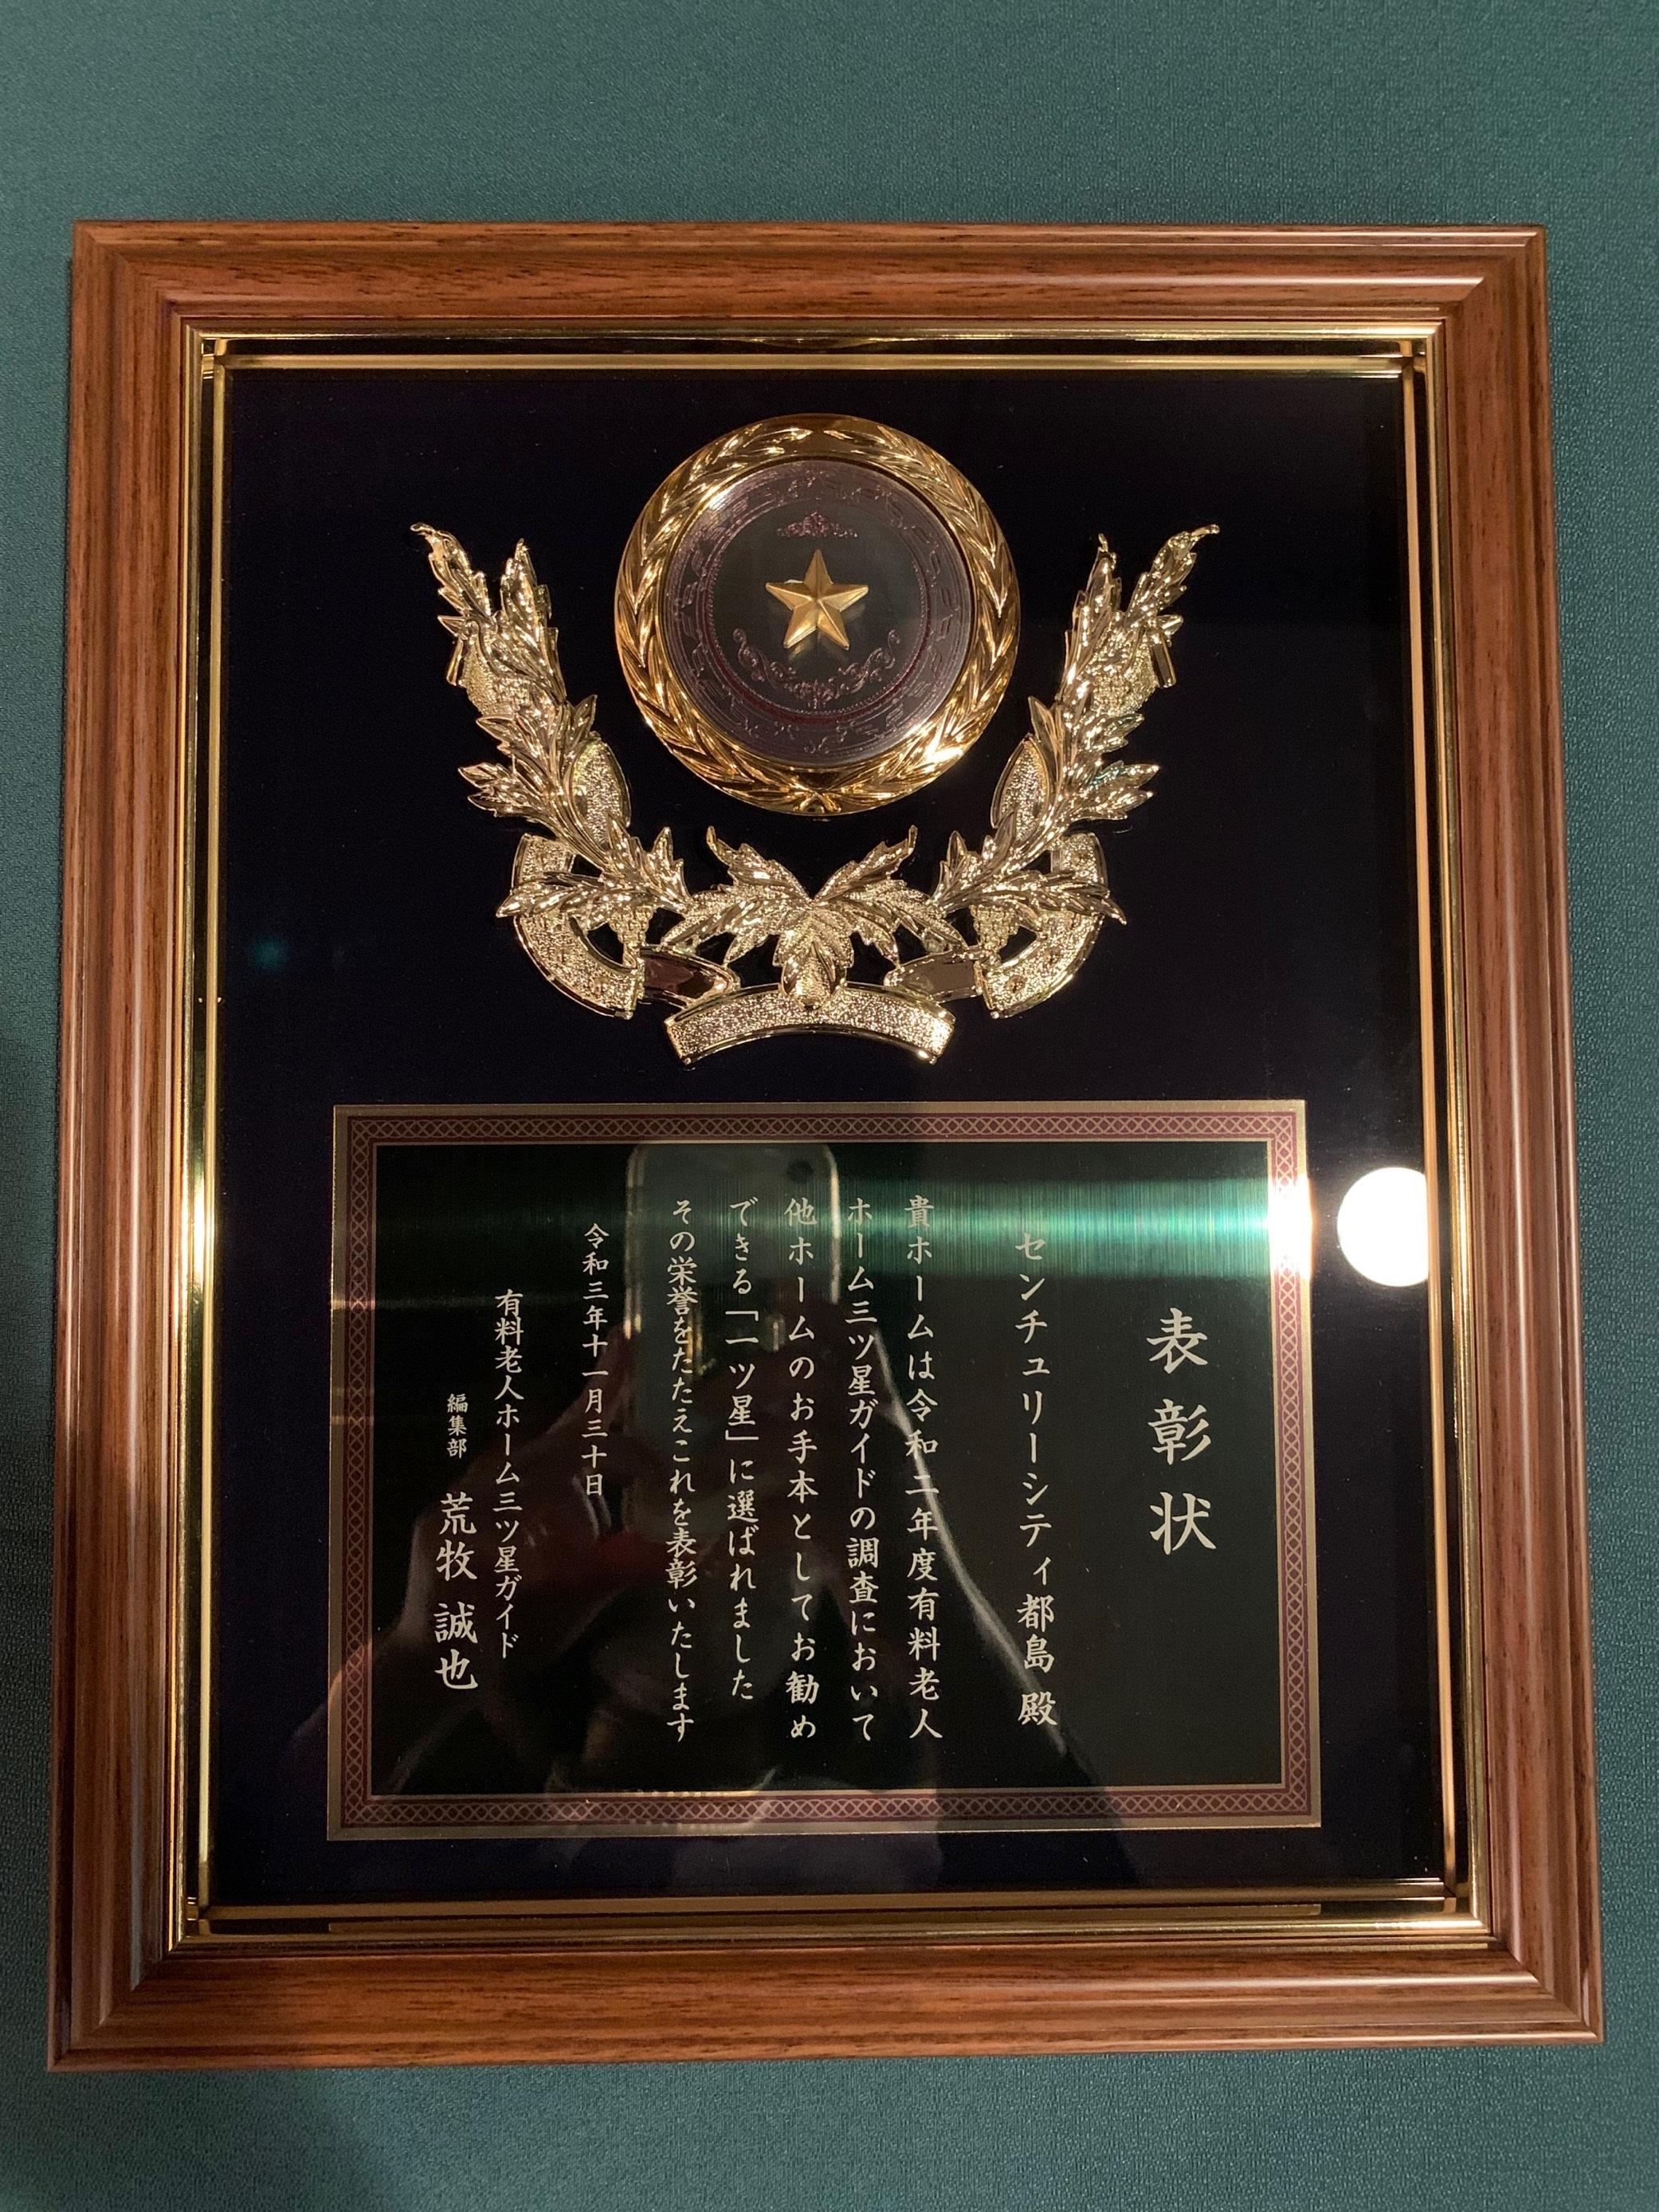 表彰状
センチュリーシティ都島 殿
貴ホームは令和二年度有料老人
ホーム三ツ星ガイドの調査において
他ホームのお手本としてお勧め
できる「一ツ星」に選ばれました
その栄誉をたたえこれを表彰いたします
令和三年十一月三十日
有料老人ホーム三ツ星ガイド
編集部 荒牧 誠也